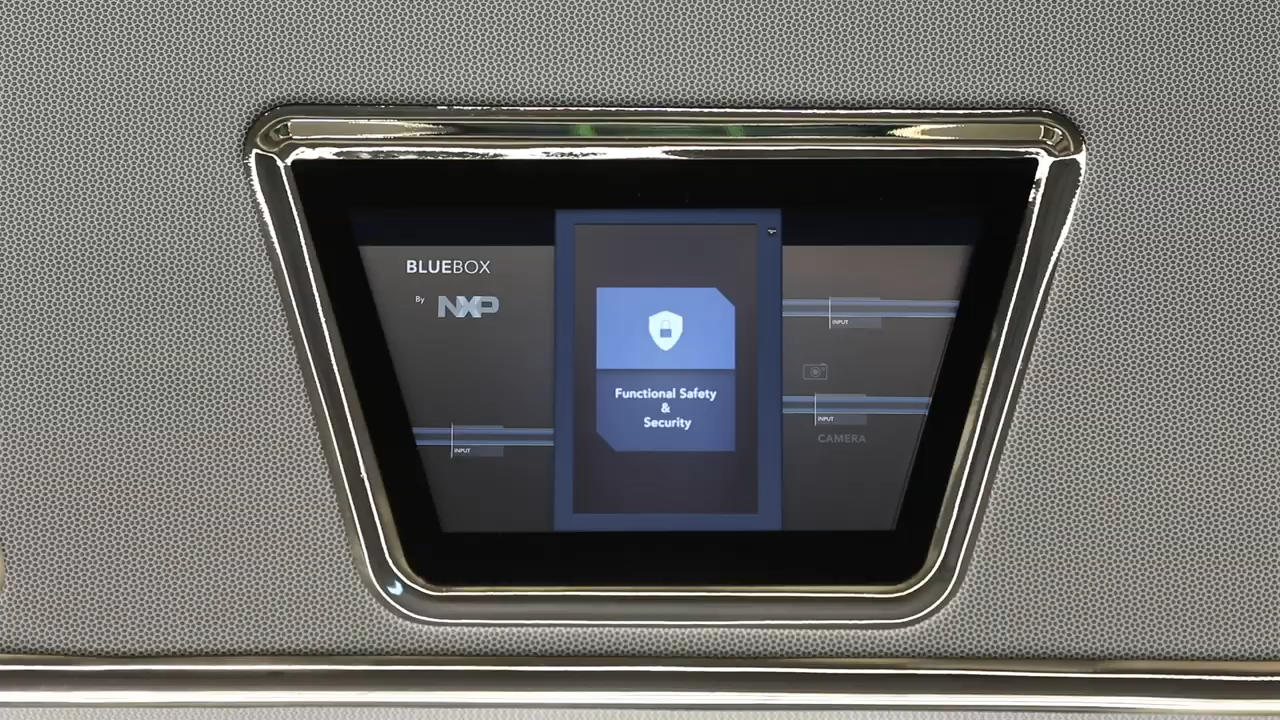 BLUEBOX
By NXP
Functional Safety
&
Security
INPUT
INPUT
CAMERA
INPUT